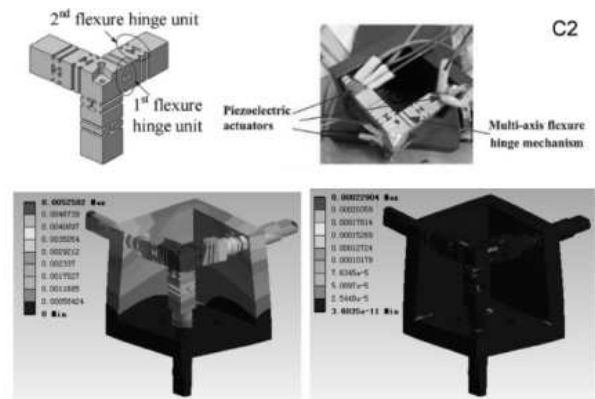 2nd flexure hinge unit
C2
1st flexure
hinge unit
Piezoelectric
actuators
Multi-axis flexure
hinge mechanism
0.0052582 Max
0.0046739
0.0040897
0.0035054
0.0029212
0.002337
0.0017527
0.0011685
0.00058424
0 Min
0.00022904 Max
0.00020359
0.00017814
0.00015269
0.00012724
0.00010179
7.6345e-5
5.0897e-5
2.5449e-5
3.6035e-11 Min